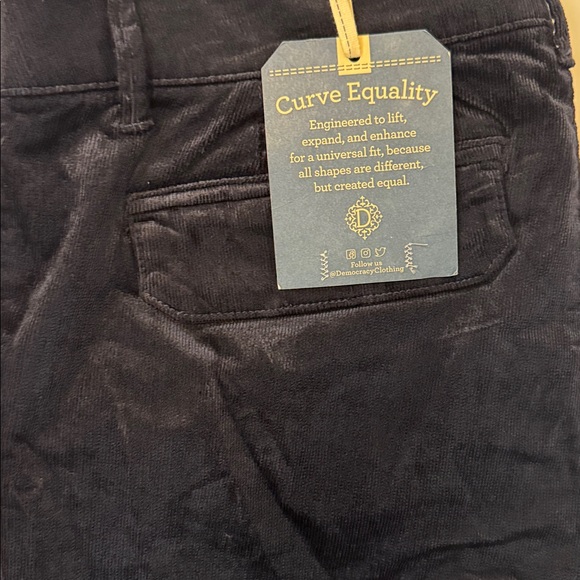 Curve Equality
Engineered to lift,
expand, and enhance
for a universal fit, because
all shapes are different,
but created equal.
D
Follow us
@DemocracyClothing